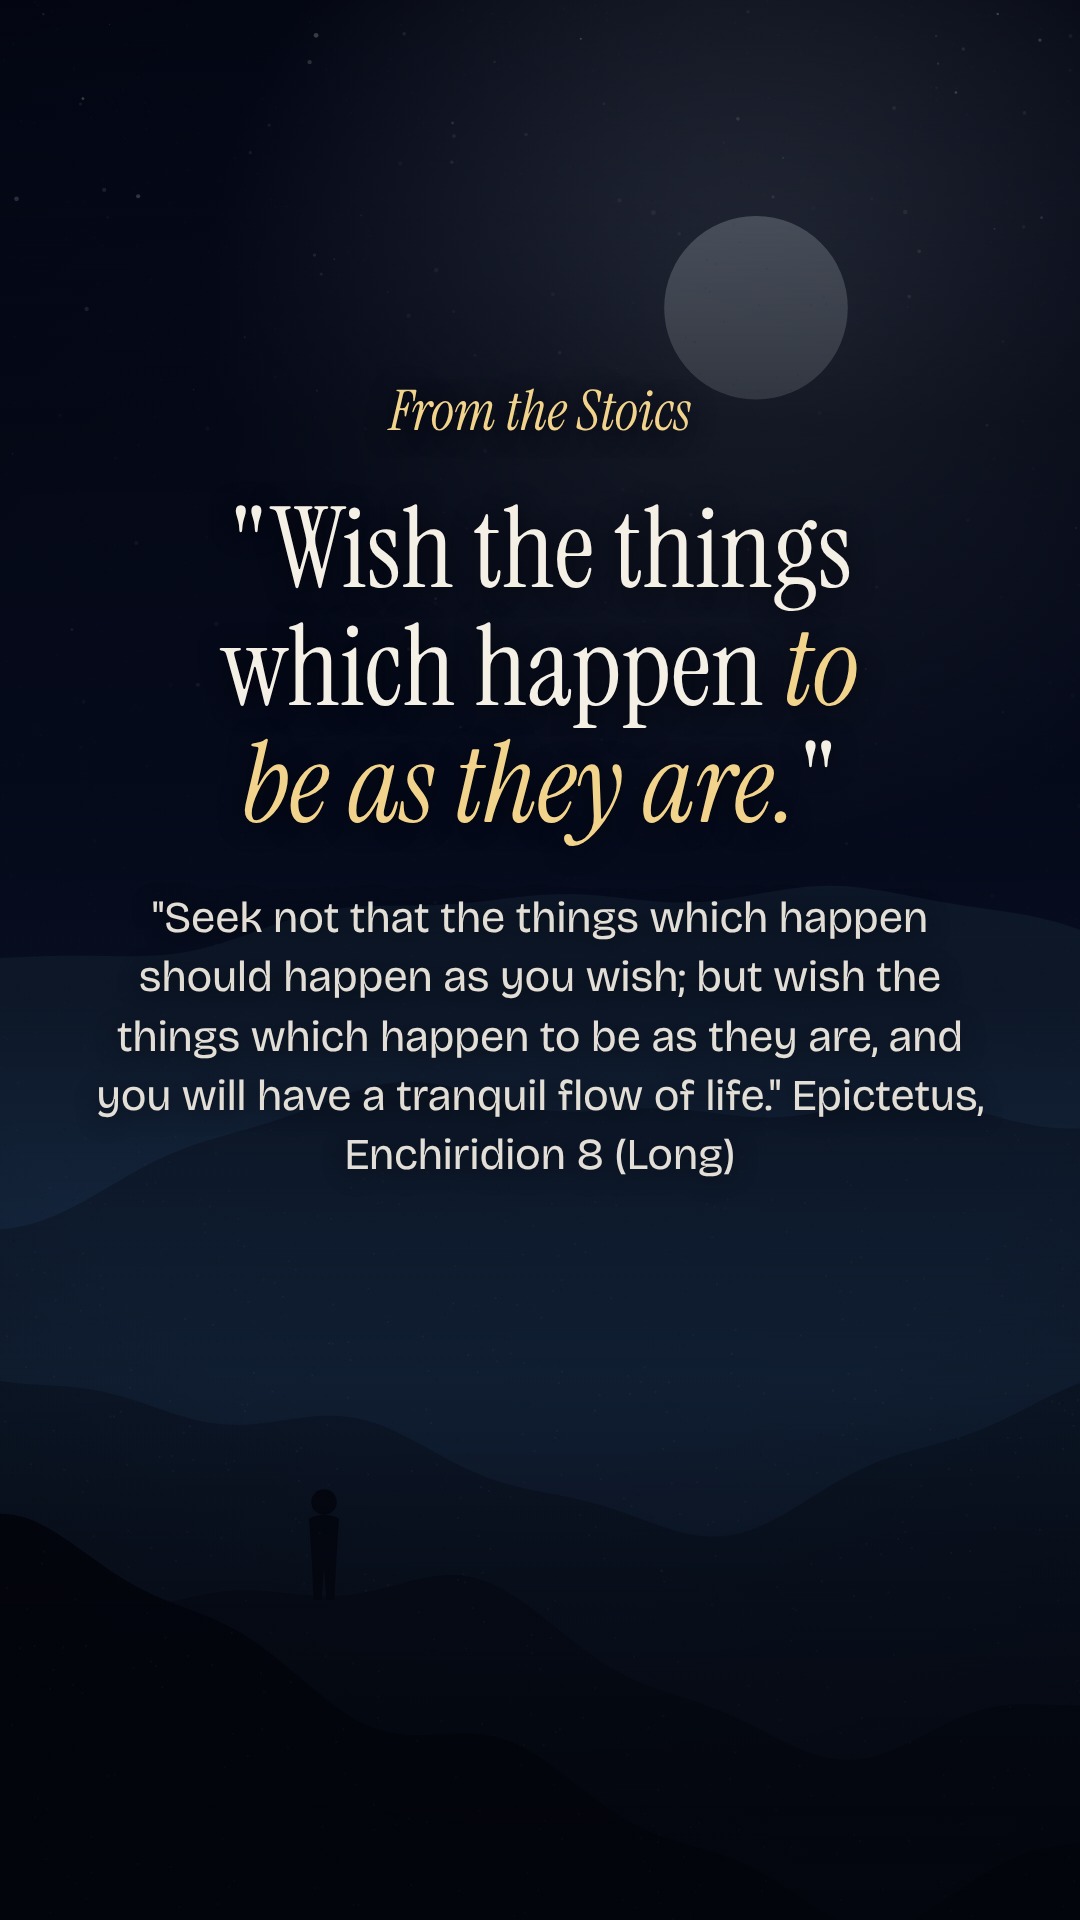 From the Stoics
"Wish the things
which happen to
be as they are."
"Seek not that the things which happen
should happen as you wish; but wish the
things which happen to be as they are, and
you will have a tranquil flow of life." Epictetus,
Enchiridion 8 (Long)